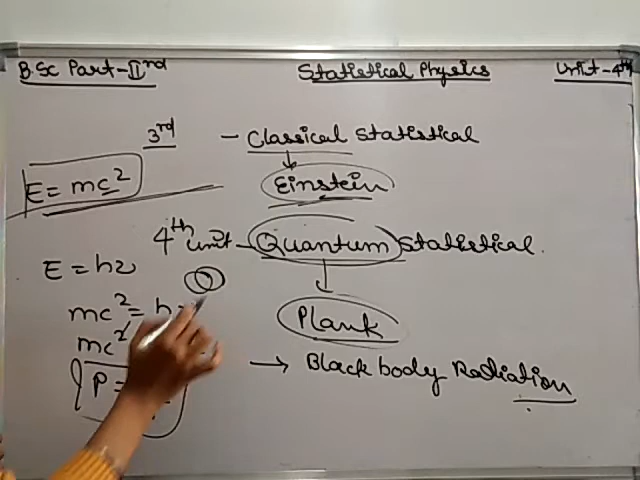 B.Sc Part-IInd
Statistical Physics
Unit-4th
3rd - Classical Statistical
E = mc²
Einstein
4th unit - Quantum Statistical.
E = hν
mc² = h
Plank
mc²
P =
→ Black body Radiation